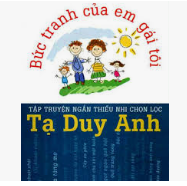 Bức tranh của em gái tôi
TẬP TRUYỆN NGẮN THIẾU NHI CHỌN LỌC
Tạ Duy Anh